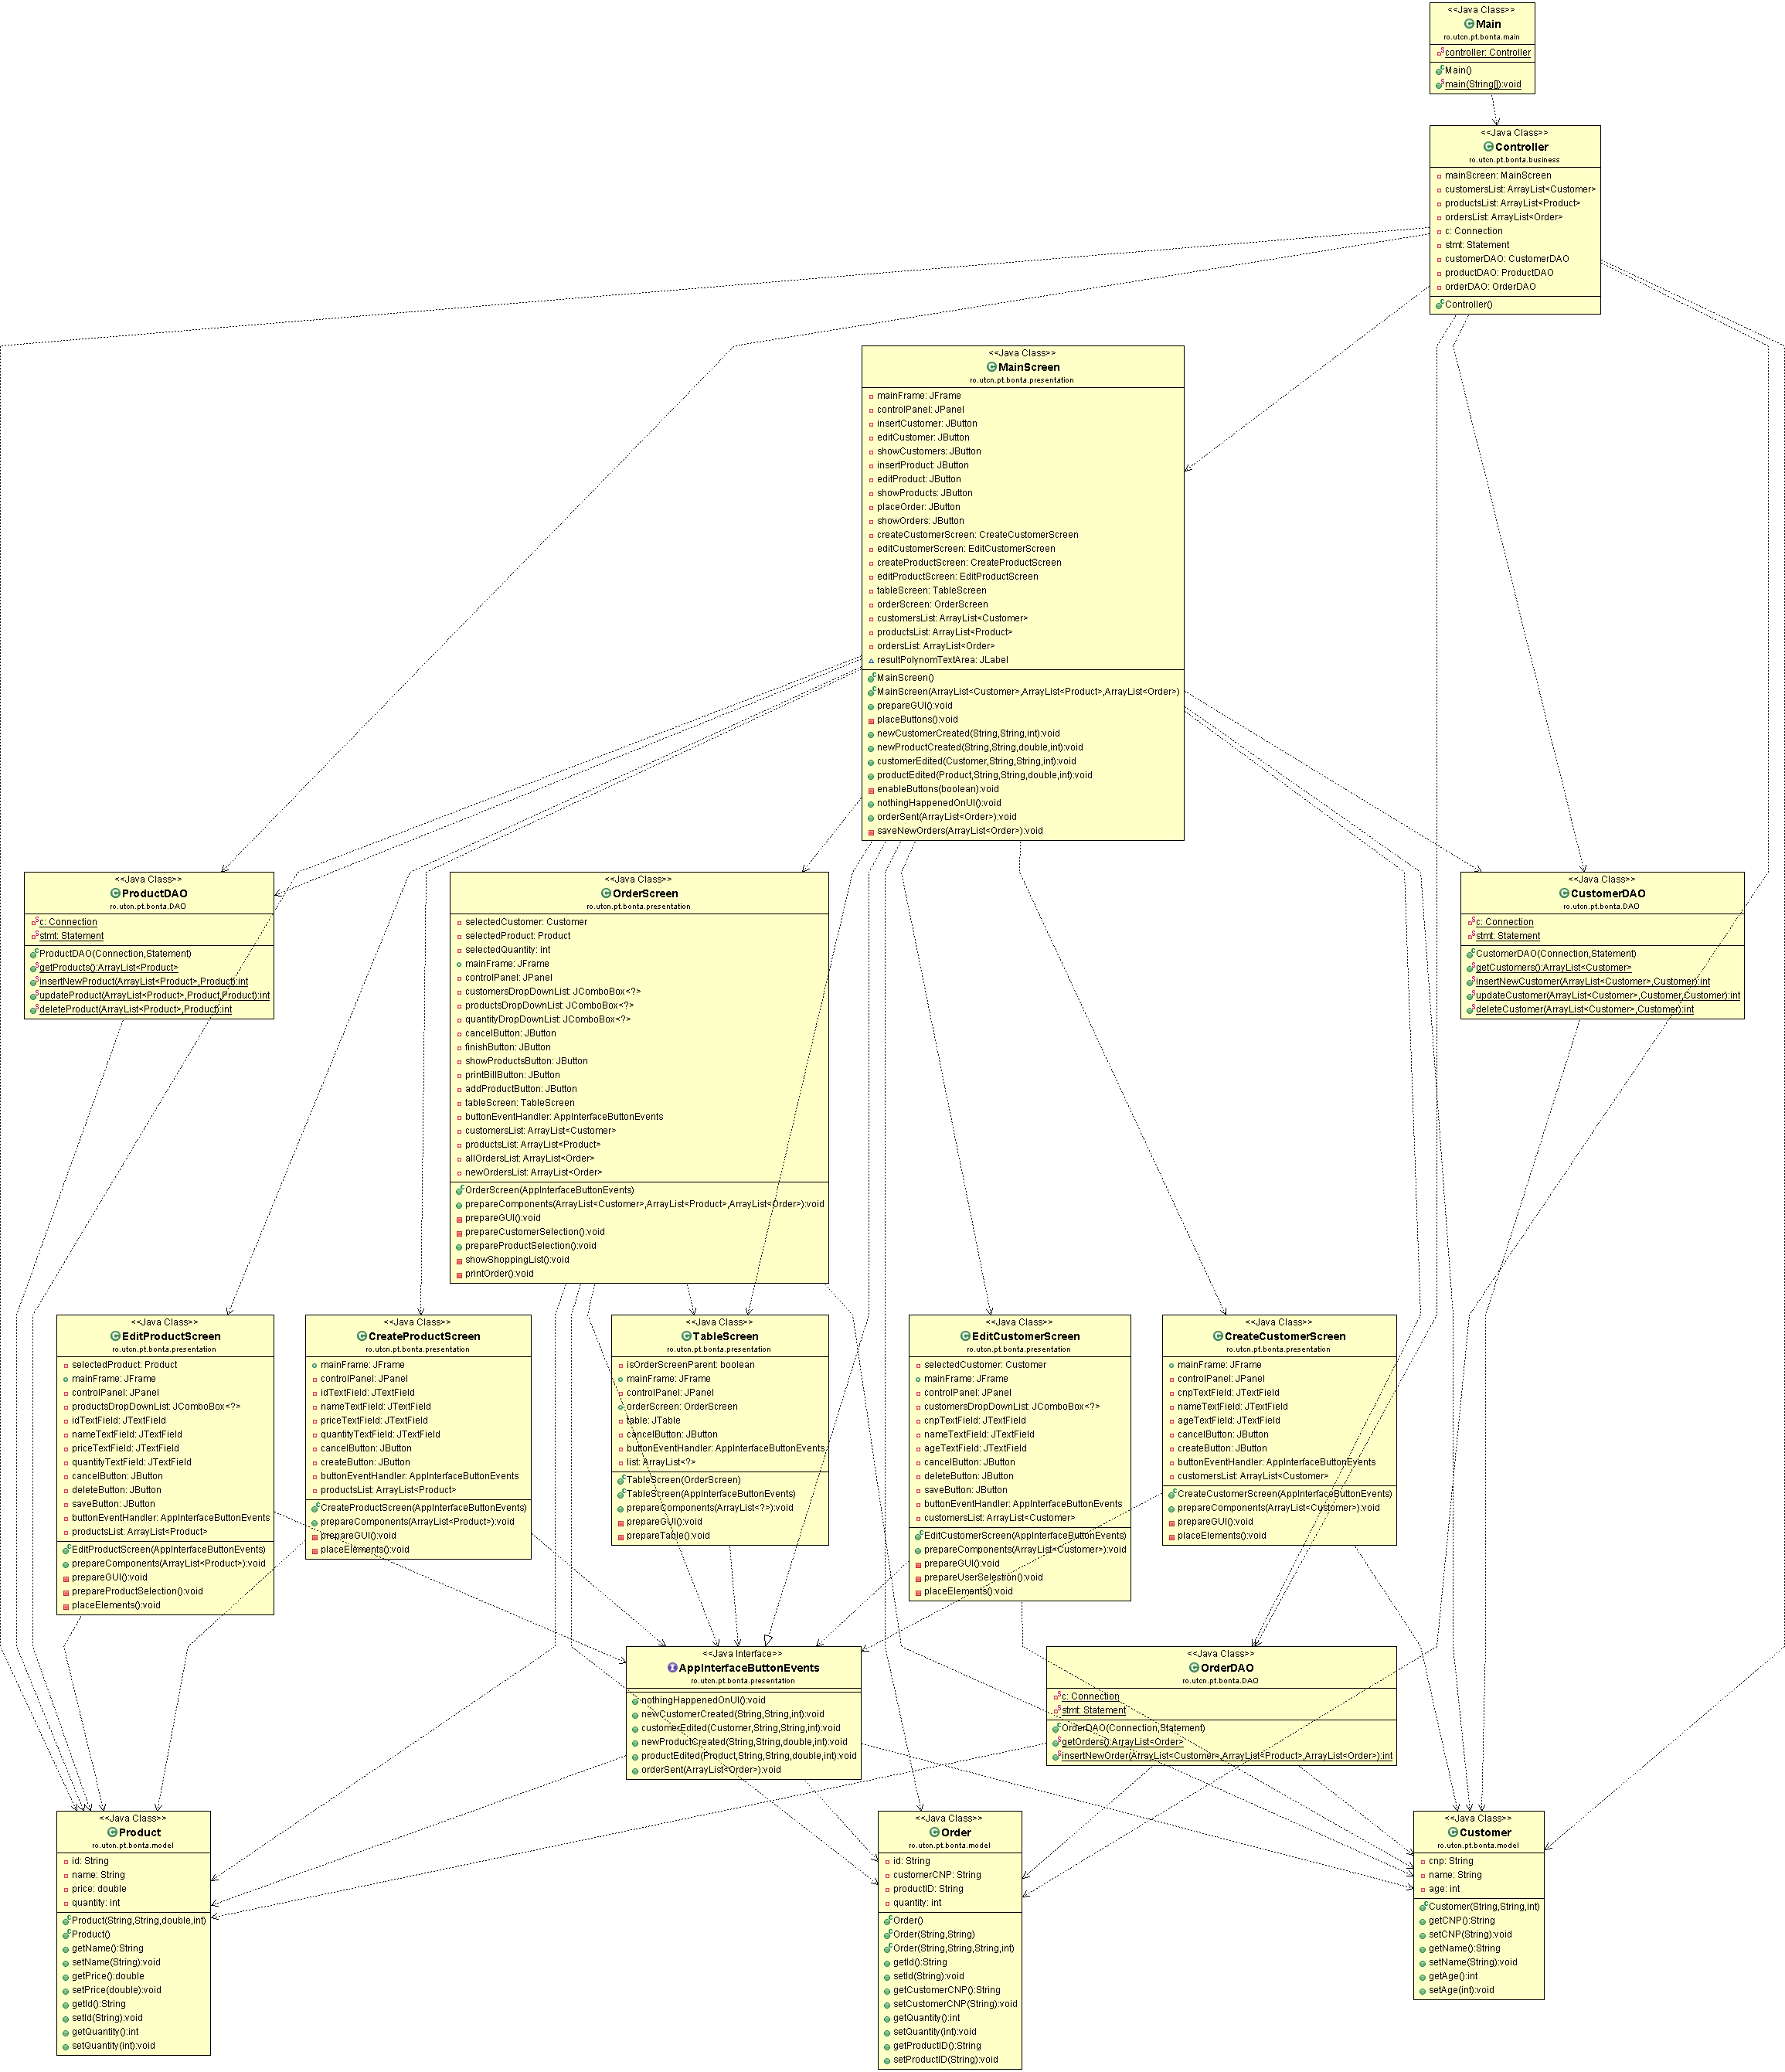 <<Java Class>>
Main
ro.utcn.pt.bonta.main
controller: Controller
Main()
main(String[]):void
<<Java Class>>
Controller
ro.utcn.pt.bonta.business
mainScreen: MainScreen
customersList: ArrayList<Customer>
productsList: ArrayList<Product>
ordersList: ArrayList<Order>
c: Connection
stmt: Statement
customerDAO: CustomerDAO
productDAO: ProductDAO
orderDAO: OrderDAO
Controller()
<<Java Class>>
MainScreen
ro.utcn.pt.bonta.presentation
mainFrame: JFrame
controlPanel: JPanel
insertCustomer: JButton
editCustomer: JButton
showCustomers: JButton
insertProduct: JButton
editProduct: JButton
showProducts: JButton
placeOrder: JButton
showOrders: JButton
createCustomerScreen: CreateCustomerScreen
editCustomerScreen: EditCustomerScreen
createProductScreen: CreateProductScreen
editProductScreen: EditProductScreen
tableScreen: TableScreen
orderScreen: OrderScreen
customersList: ArrayList<Customer>
productsList: ArrayList<Product>
ordersList: ArrayList<Order>
resultPolynomTextArea: JLabel
MainScreen()
MainScreen(ArrayList<Customer>,ArrayList<Product>,ArrayList<Order>)
prepareGUI():void
placeButtons():void
newCustomerCreated(String,String,int):void
newProductCreated(String,String,double,int):void
customerEdited(Customer,String,String,int):void
productEdited(Product,String,String,double,int):void
enableButtons(boolean):void
nothingHappenedOnUI():void
orderSent(ArrayList<Order>):void
saveNewOrders(ArrayList<Order>):void
<<Java Class>>
ProductDAO
ro.utcn.pt.bonta.DAO
c: Connection
stmt: Statement
ProductDAO(Connection,Statement)
getProducts():ArrayList<Product>
insertNewProduct(ArrayList<Product>,Product):int
updateProduct(ArrayList<Product>,Product,Product):int
deleteProduct(ArrayList<Product>,Product):int
<<Java Class>>
OrderScreen
ro.utcn.pt.bonta.presentation
selectedCustomer: Customer
selectedProduct: Product
selectedQuantity: int
mainFrame: JFrame
controlPanel: JPanel
customersDropDownList: JComboBox<?>
productsDropDownList: JComboBox<?>
quantityDropDownList: JComboBox<?>
cancelButton: JButton
finishButton: JButton
showProductsButton: JButton
printBillButton: JButton
addProductButton: JButton
tableScreen: TableScreen
buttonEventHandler: AppInterfaceButtonEvents
customersList: ArrayList<Customer>
productsList: ArrayList<Product>
allOrdersList: ArrayList<Order>
newOrdersList: ArrayList<Order>
OrderScreen(AppInterfaceButtonEvents)
prepareComponents(ArrayList<Customer>,ArrayList<Product>,ArrayList<Order>):void
prepareGUI():void
prepareCustomerSelection():void
prepareProductSelection():void
showShoppingList():void
printOrder():void
<<Java Class>>
CustomerDAO
ro.utcn.pt.bonta.DAO
c: Connection
stmt: Statement
CustomerDAO(Connection,Statement)
getCustomers():ArrayList<Customer>
insertNewCustomer(ArrayList<Customer>,Customer):int
updateCustomer(ArrayList<Customer>,Customer,Customer):int
deleteCustomer(ArrayList<Customer>,Customer):int
<<Java Class>>
EditProductScreen
ro.utcn.pt.bonta.presentation
selectedProduct: Product
mainFrame: JFrame
controlPanel: JPanel
productsDropDownList: JComboBox<?>
idTextField: JTextField
nameTextField: JTextField
priceTextField: JTextField
quantityTextField: JTextField
cancelButton: JButton
deleteButton: JButton
saveButton: JButton
buttonEventHandler: AppInterfaceButtonEvents
productsList: ArrayList<Product>
EditProductScreen(AppInterfaceButtonEvents)
prepareComponents(ArrayList<Product>):void
prepareGUI():void
prepareProductSelection():void
placeElements():void
<<Java Class>>
CreateProductScreen
ro.utcn.pt.bonta.presentation
mainFrame: JFrame
controlPanel: JPanel
idTextField: JTextField
nameTextField: JTextField
priceTextField: JTextField
quantityTextField: JTextField
cancelButton: JButton
createButton: JButton
buttonEventHandler: AppInterfaceButtonEvents
productsList: ArrayList<Product>
CreateProductScreen(AppInterfaceButtonEvents)
prepareComponents(ArrayList<Product>):void
prepareGUI():void
placeElements():void
<<Java Class>>
TableScreen
ro.utcn.pt.bonta.presentation
isOrderScreenParent: boolean
mainFrame: JFrame
controlPanel: JPanel
orderScreen: OrderScreen
table: JTable
cancelButton: JButton
buttonEventHandler: AppInterfaceButtonEvents
list: ArrayList<?>
TableScreen(OrderScreen)
TableScreen(AppInterfaceButtonEvents)
prepareComponents(ArrayList<?>):void
prepareGUI():void
prepareTable():void
<<Java Class>>
EditCustomerScreen
ro.utcn.pt.bonta.presentation
selectedCustomer: Customer
mainFrame: JFrame
controlPanel: JPanel
customersDropDownList: JComboBox<?>
cnpTextField: JTextField
nameTextField: JTextField
ageTextField: JTextField
cancelButton: JButton
deleteButton: JButton
saveButton: JButton
buttonEventHandler: AppInterfaceButtonEvents
customersList: ArrayList<Customer>
EditCustomerScreen(AppInterfaceButtonEvents)
prepareComponents(ArrayList<Customer>):void
prepareGUI():void
prepareUserSelection():void
placeElements():void
<<Java Class>>
CreateCustomerScreen
ro.utcn.pt.bonta.presentation
mainFrame: JFrame
controlPanel: JPanel
cnpTextField: JTextField
nameTextField: JTextField
ageTextField: JTextField
cancelButton: JButton
createButton: JButton
buttonEventHandler: AppInterfaceButtonEvents
customersList: ArrayList<Customer>
CreateCustomerScreen(AppInterfaceButtonEvents)
prepareComponents(ArrayList<Customer>):void
prepareGUI():void
placeElements():void
<<Java Interface>>
AppInterfaceButtonEvents
ro.utcn.pt.bonta.presentation
nothingHappenedOnUI():void
newCustomerCreated(String,String,int):void
customerEdited(Customer,String,String,int):void
newProductCreated(String,String,double,int):void
productEdited(Product,String,String,double,int):void
orderSent(ArrayList<Order>):void
<<Java Class>>
OrderDAO
ro.utcn.pt.bonta.DAO
c: Connection
stmt: Statement
OrderDAO(Connection,Statement)
getOrders():ArrayList<Order>
insertNewOrder(ArrayList<Customer>,ArrayList<Product>,ArrayList<Order>):int
<<Java Class>>
Product
ro.utcn.pt.bonta.model
id: String
name: String
price: double
quantity: int
Product(String,String,double,int)
Product()
getName():String
setName(String):void
getPrice():double
setPrice(double):void
getId():String
setId(String):void
getQuantity():int
setQuantity(int):void
<<Java Class>>
Order
ro.utcn.pt.bonta.model
id: String
customerCNP: String
productID: String
quantity: int
Order()
Order(String,String)
Order(String,String,String,int)
getId():String
setId(String):void
getCustomerCNP():String
setCustomerCNP(String):void
getQuantity():int
setQuantity(int):void
getProductID():String
setProductID(String):void
<<Java Class>>
Customer
ro.utcn.pt.bonta.model
cnp: String
name: String
age: int
Customer(String,String,int)
getCNP():String
setCNP(String):void
getName():String
setName(String):void
getAge():int
setAge(int):void